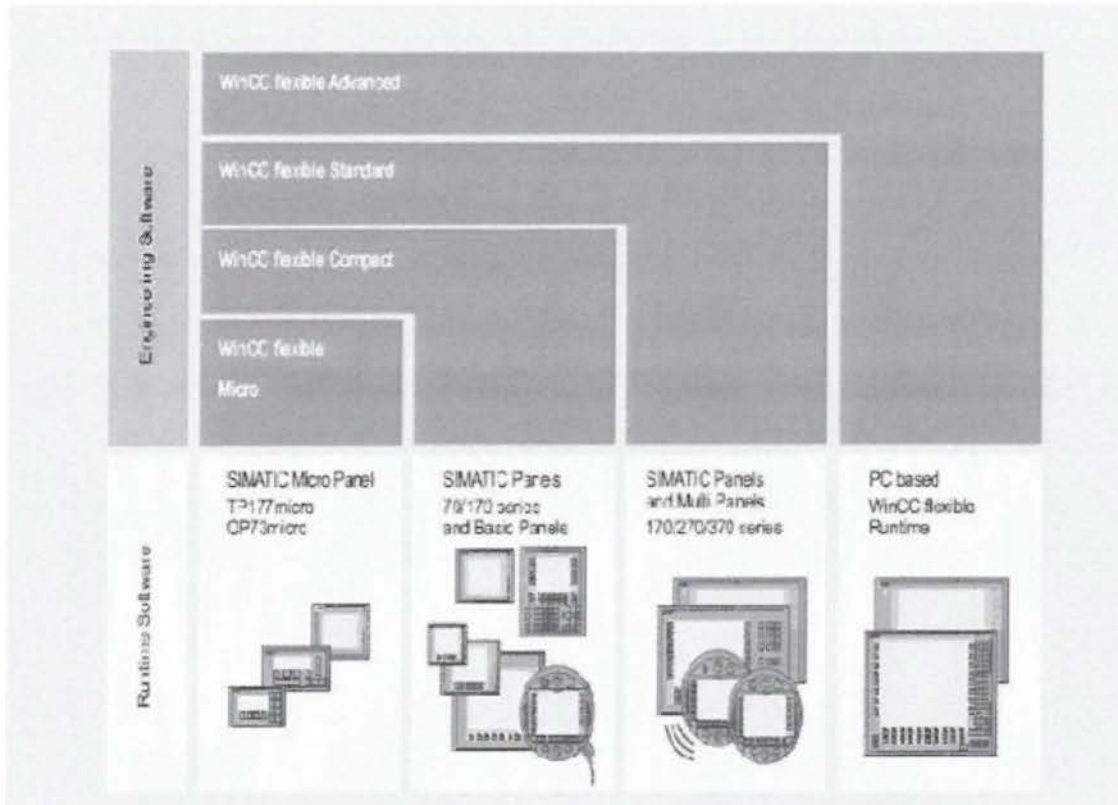 Engineering Software
WinCC flexible Advanced
WinCC flexible Standard
WinCC flexible Compact
WinCC flexible
Micro
Runtime Software
SIMATIC Micro Panel
TP177micro
OP73micro
SIMATIC Panels
70/170 series
and Basic Panels
SIMATIC Panels
and Multi Panels
170/270/370 series
PC based
WinCC flexible
Runtime